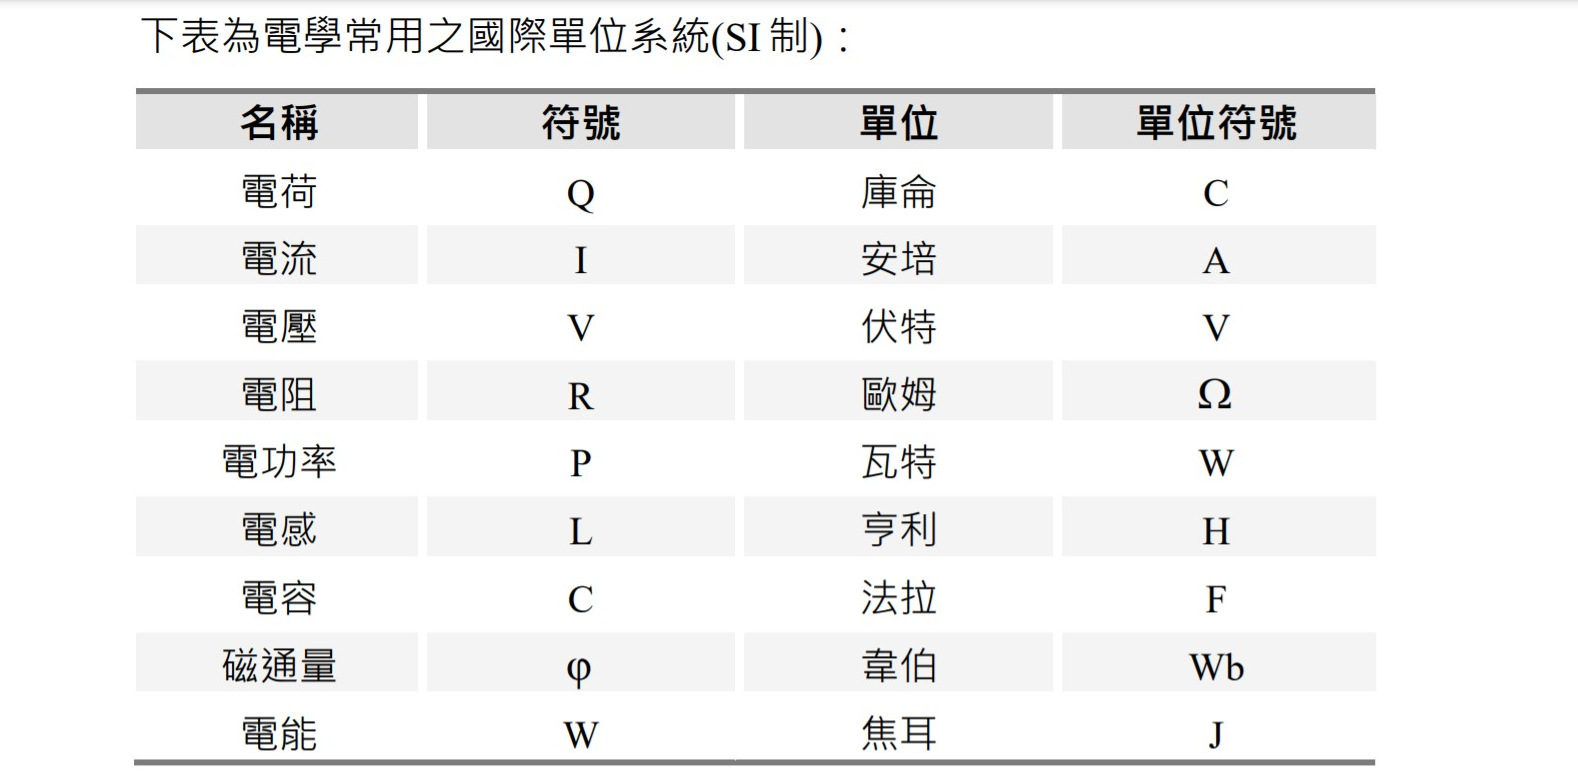 下表為電學常用之國際單位系統(SI 制)：
名稱 符號 單位 單位符號
電荷 Q 庫侖 C
電流 I 安培 A
電壓 V 伏特 V
電阻 R 歐姆 Ω
電功率 P 瓦特 W
電感 L 亨利 H
電容 C 法拉 F
磁通量 φ 韋伯 Wb
電能 W 焦耳 J